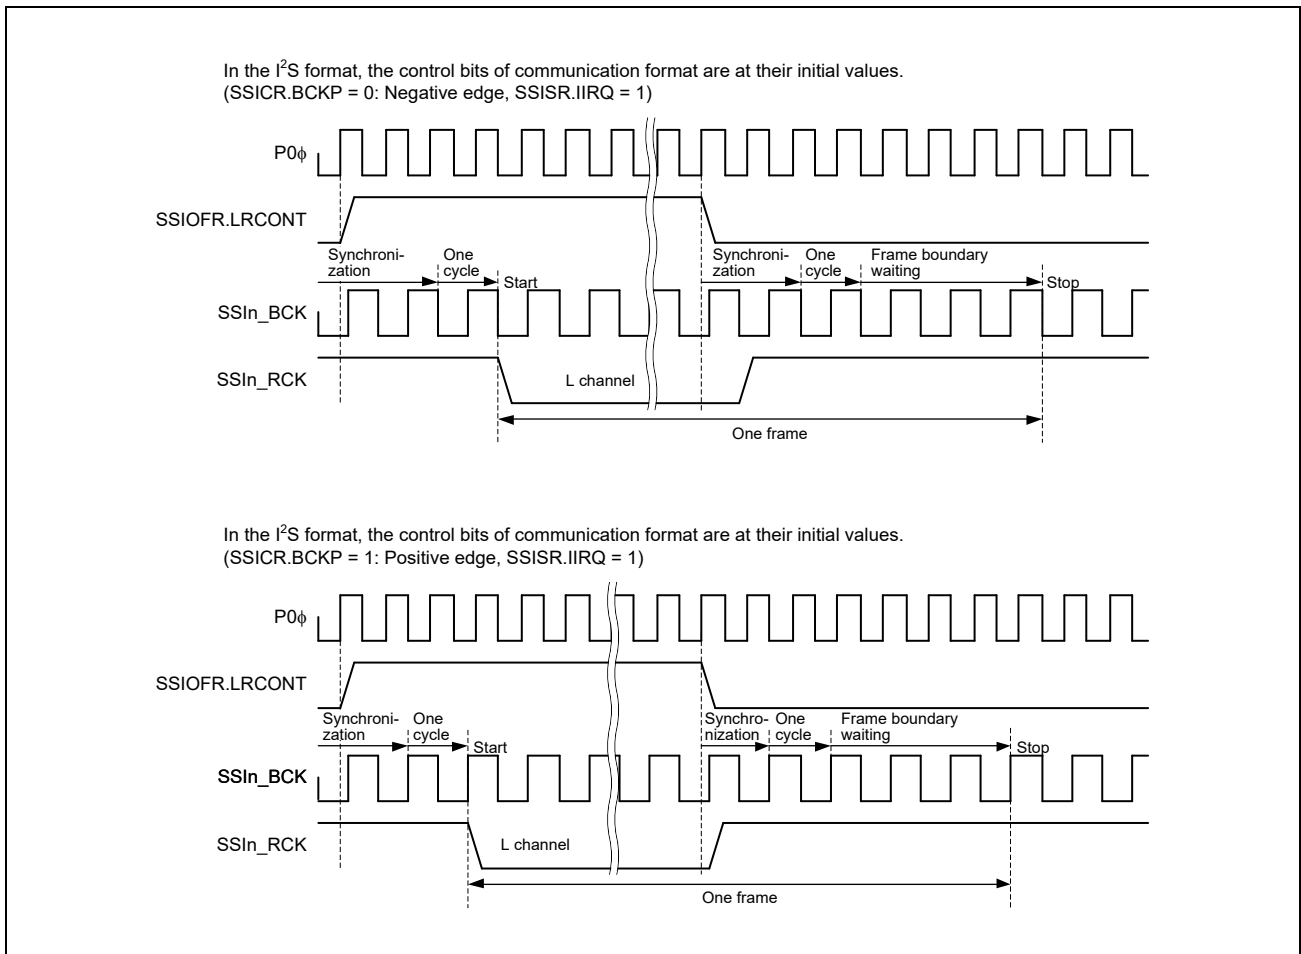 In the I²S format, the control bits of communication format are at their initial values.
(SSICR.BCKP = 0: Negative edge, SSISR.IIRQ = 1)
P0ϕ
SSIOFR.LRCONT
Synchroni-
zation
One
cycle
Start
Synchroni-
zation
One
cycle
Frame boundary
waiting
Stop
SSIn_BCK
SSIn_RCK
L channel
One frame
In the I²S format, the control bits of communication format are at their initial values.
(SSICR.BCKP = 1: Positive edge, SSISR.IIRQ = 1)
P0ϕ
SSIOFR.LRCONT
Synchroni-
zation
One
cycle
Start
Synchro-
nization
One
cycle
Frame boundary
waiting
Stop
SSIn_BCK
SSIn_RCK
L channel
One frame